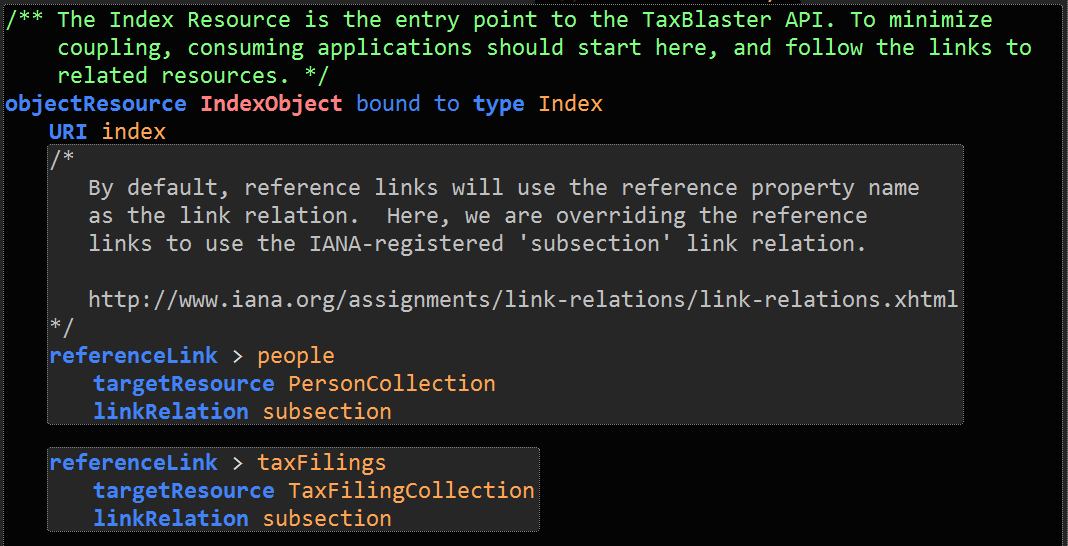 /** The Index Resource is the entry point to the TaxBlaster API. To minimize
coupling, consuming applications should start here, and follow the links to
related resources. */
objectResource IndexObject bound to type Index
URI index
/*
By default, reference links will use the reference property name
as the link relation.  Here, we are overriding the reference
links to use the IANA-registered 'subsection' link relation.
http://www.iana.org/assignments/link-relations/link-relations.xhtml
*/
referenceLink > people
targetResource PersonCollection
linkRelation subsection
referenceLink > taxFilings
targetResource TaxFilingCollection
linkRelation subsection